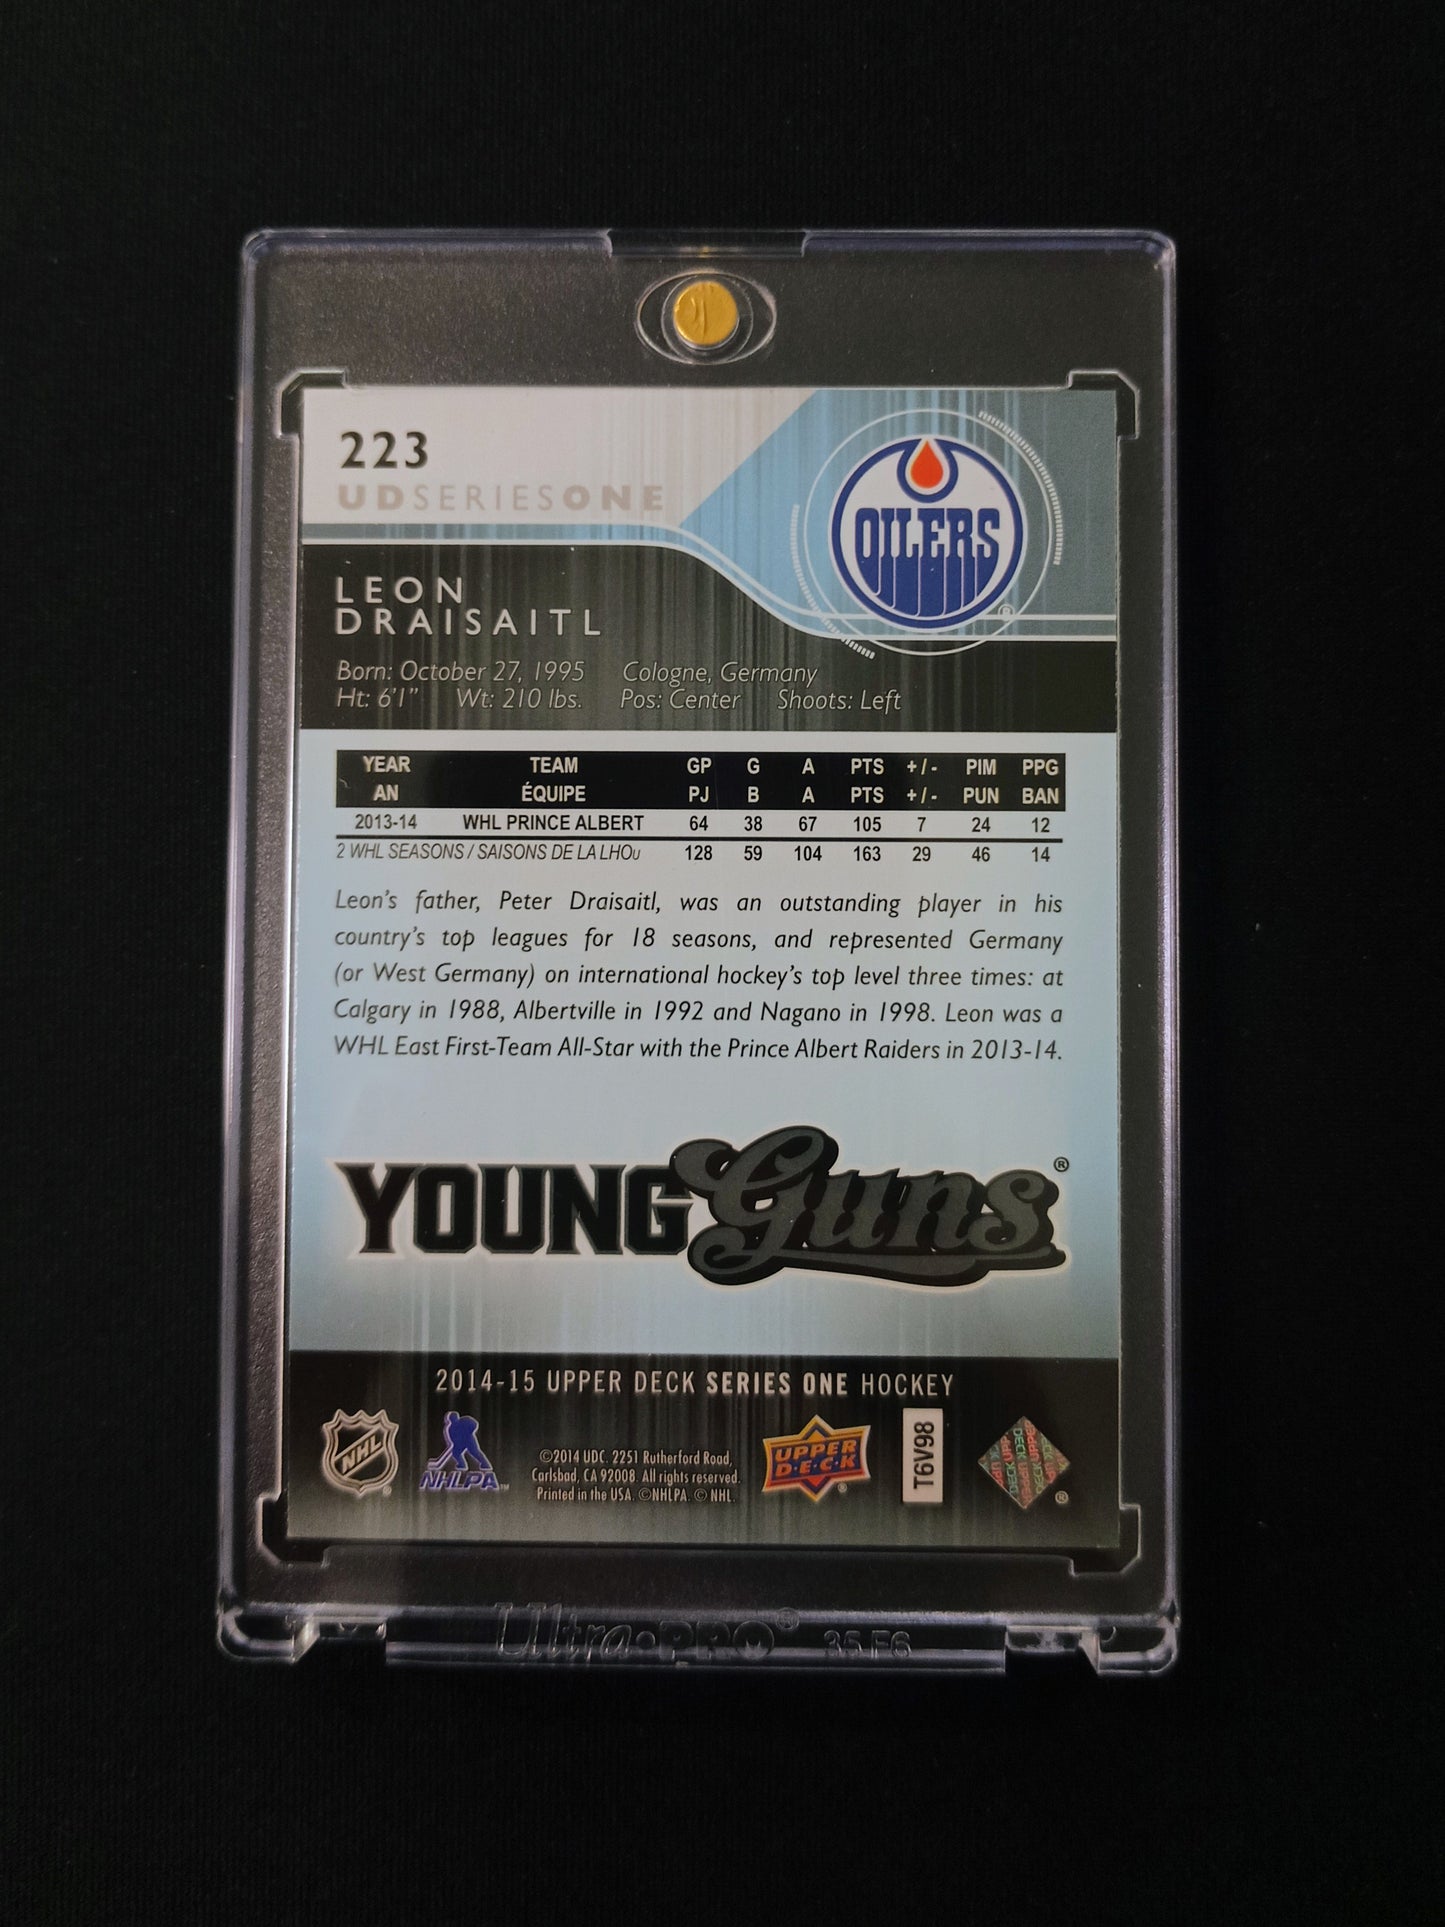 223
UD SERIES ONE
OILERS
®
LEON
DRAISAITL
Born: October 27, 1995 Cologne, Germany
Ht: 6'1" Wt: 210 lbs. Pos: Center Shoots: Left
YEAR TEAM GP G A PTS +/- PIM PPG
AN ÉQUIPE PJ B A PTS +/- PUN BAN
2013-14 WHL PRINCE ALBERT 64 38 67 105 7 24 12
2 WHL SEASONS / SAISONS DE LA LHOu 128 59 104 163 29 46 14
Leon's father, Peter Draisaitl, was an outstanding player in his
country's top leagues for 18 seasons, and represented Germany
(or West Germany) on international hockey's top level three times: at
Calgary in 1988, Albertville in 1992 and Nagano in 1998. Leon was a
WHL East First-Team All-Star with the Prince Albert Raiders in 2013-14.
YOUNG Guns ®
2014-15 UPPER DECK SERIES ONE HOCKEY
NHL ®
NHLPA ™
©2014 UDC. 2251 Rutherford Road,
Carlsbad, CA 92008. All rights reserved.
Printed in the USA. ©NHLPA. © NHL.
UPPER
DECK ®
T6V98
®
Ultra•PRO® 35 F6